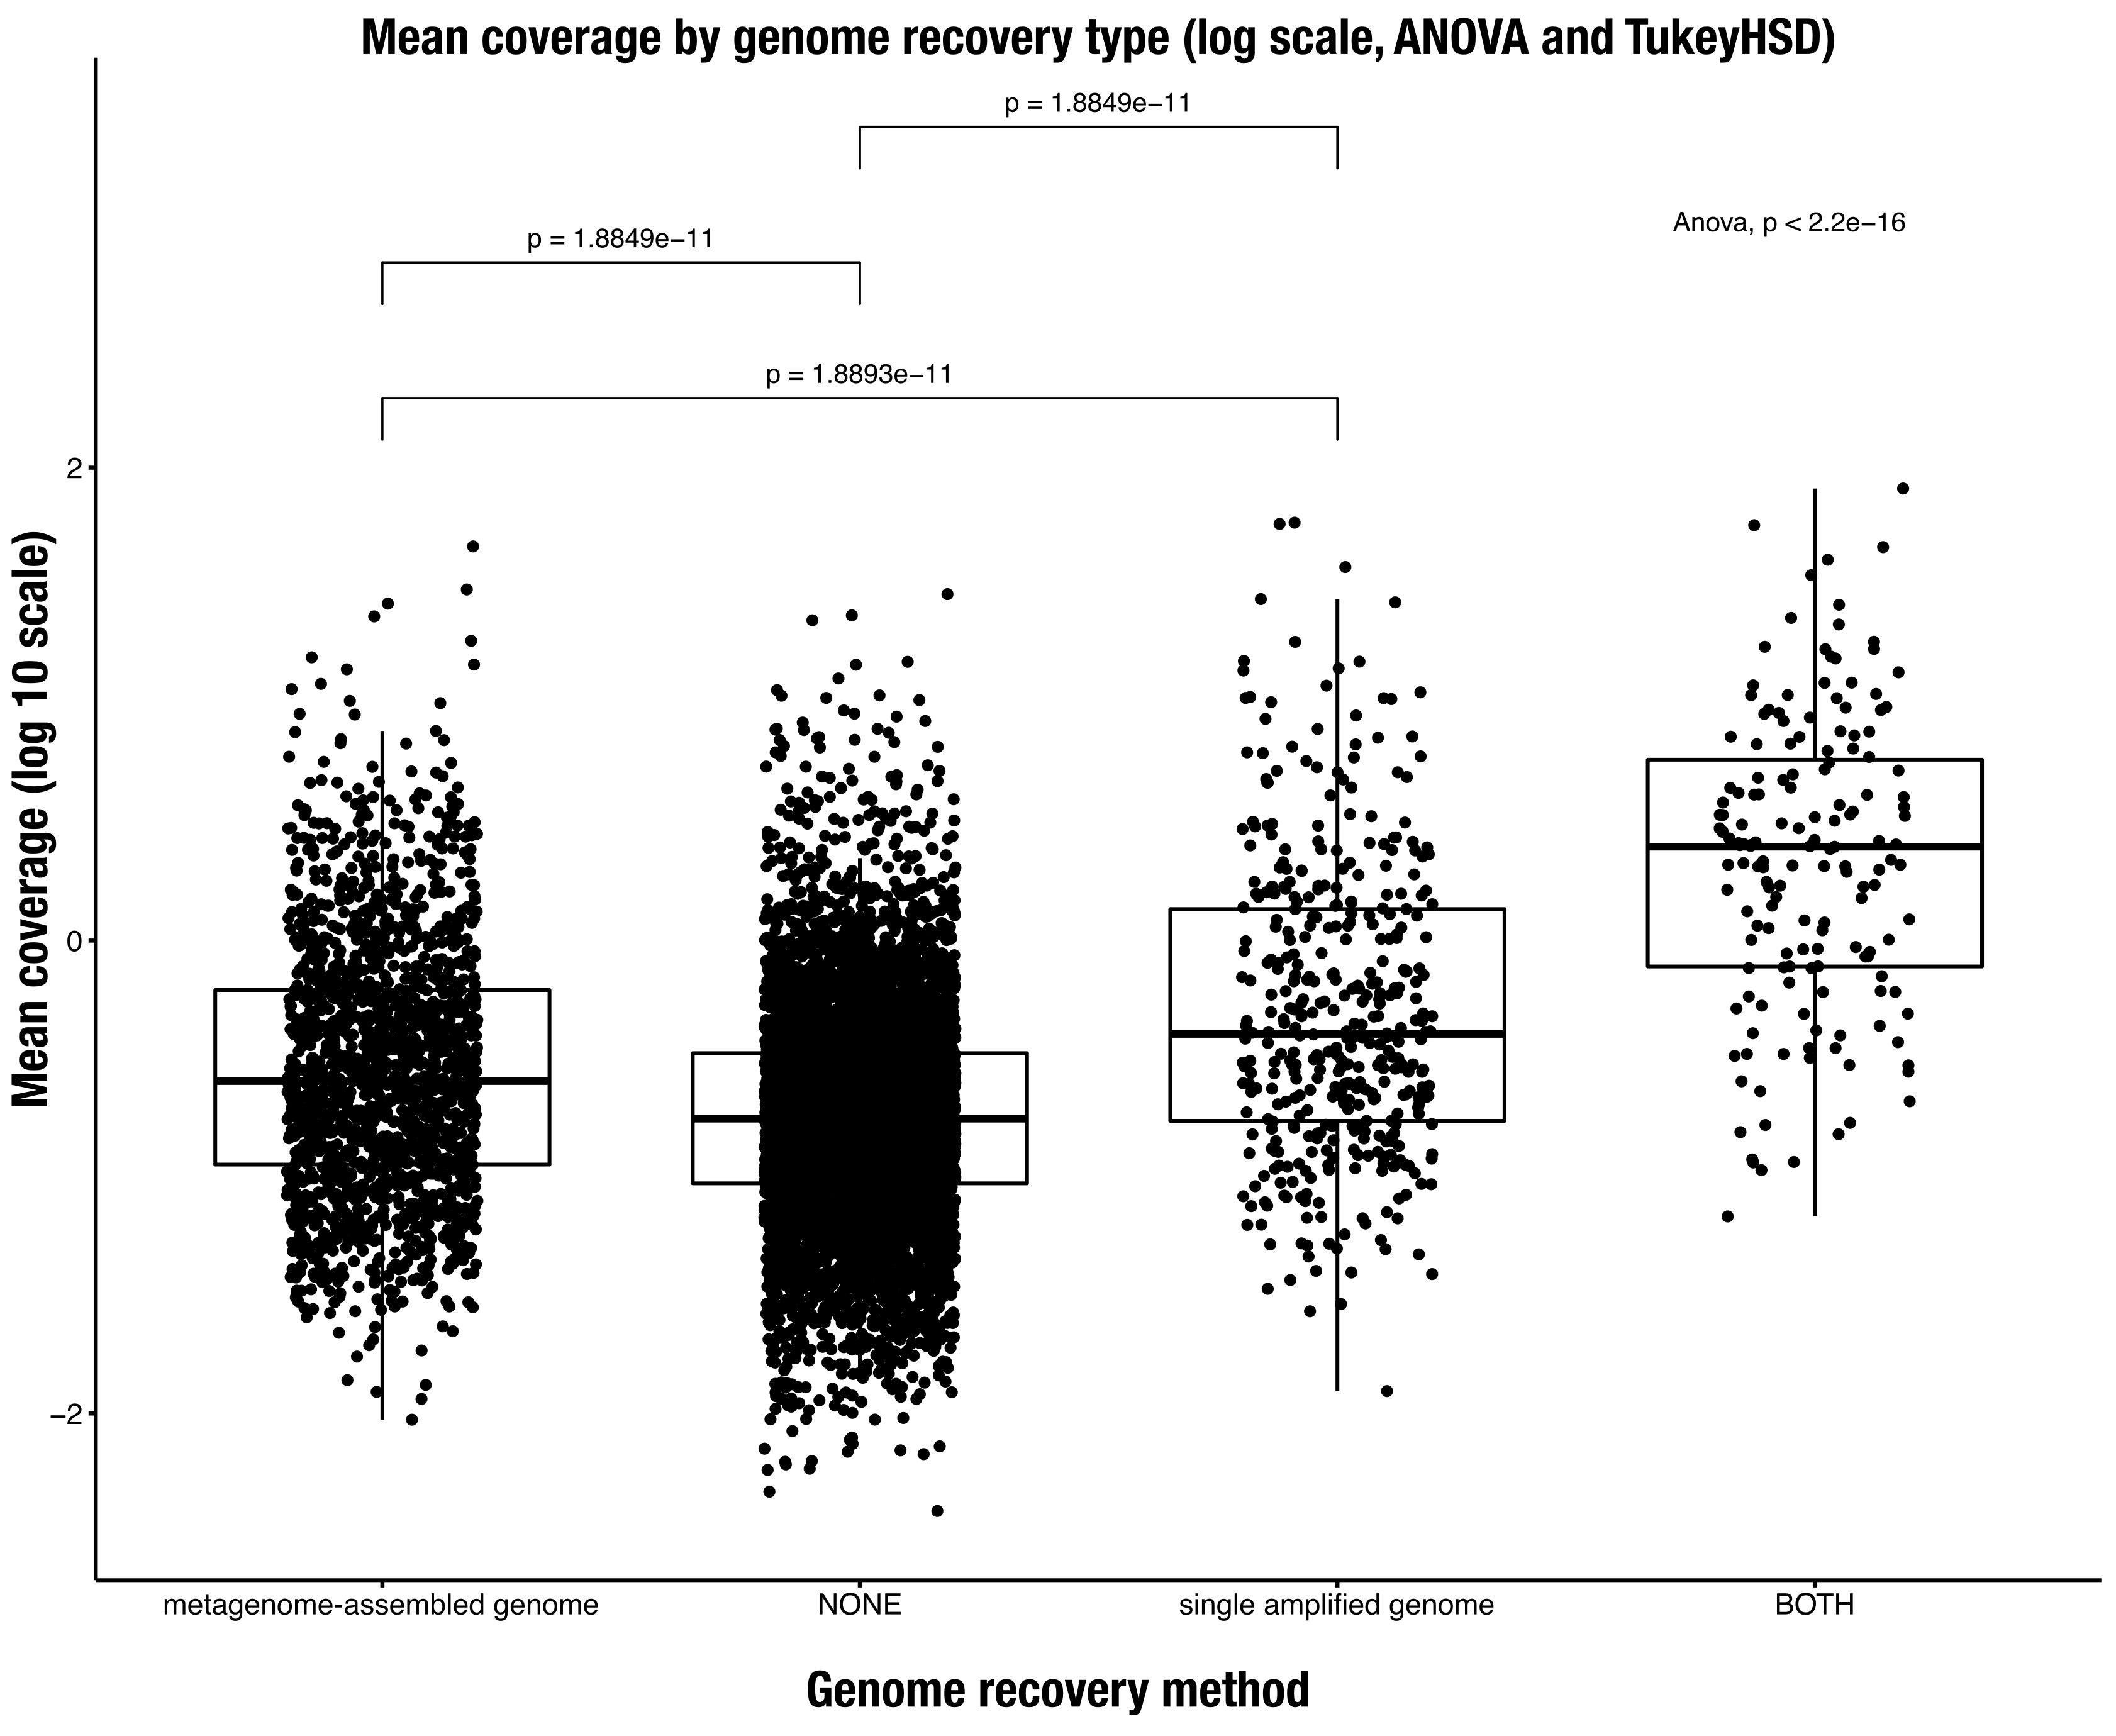 Mean coverage by genome recovery type (log scale, ANOVA and TukeyHSD)
p = 1.8849e−11
Anova, p < 2.2e−16
p = 1.8849e−11
p = 1.8893e−11
Mean coverage (log 10 scale)
2
0
−2
metagenome-assembled genome
NONE
single amplified genome
BOTH
Genome recovery method